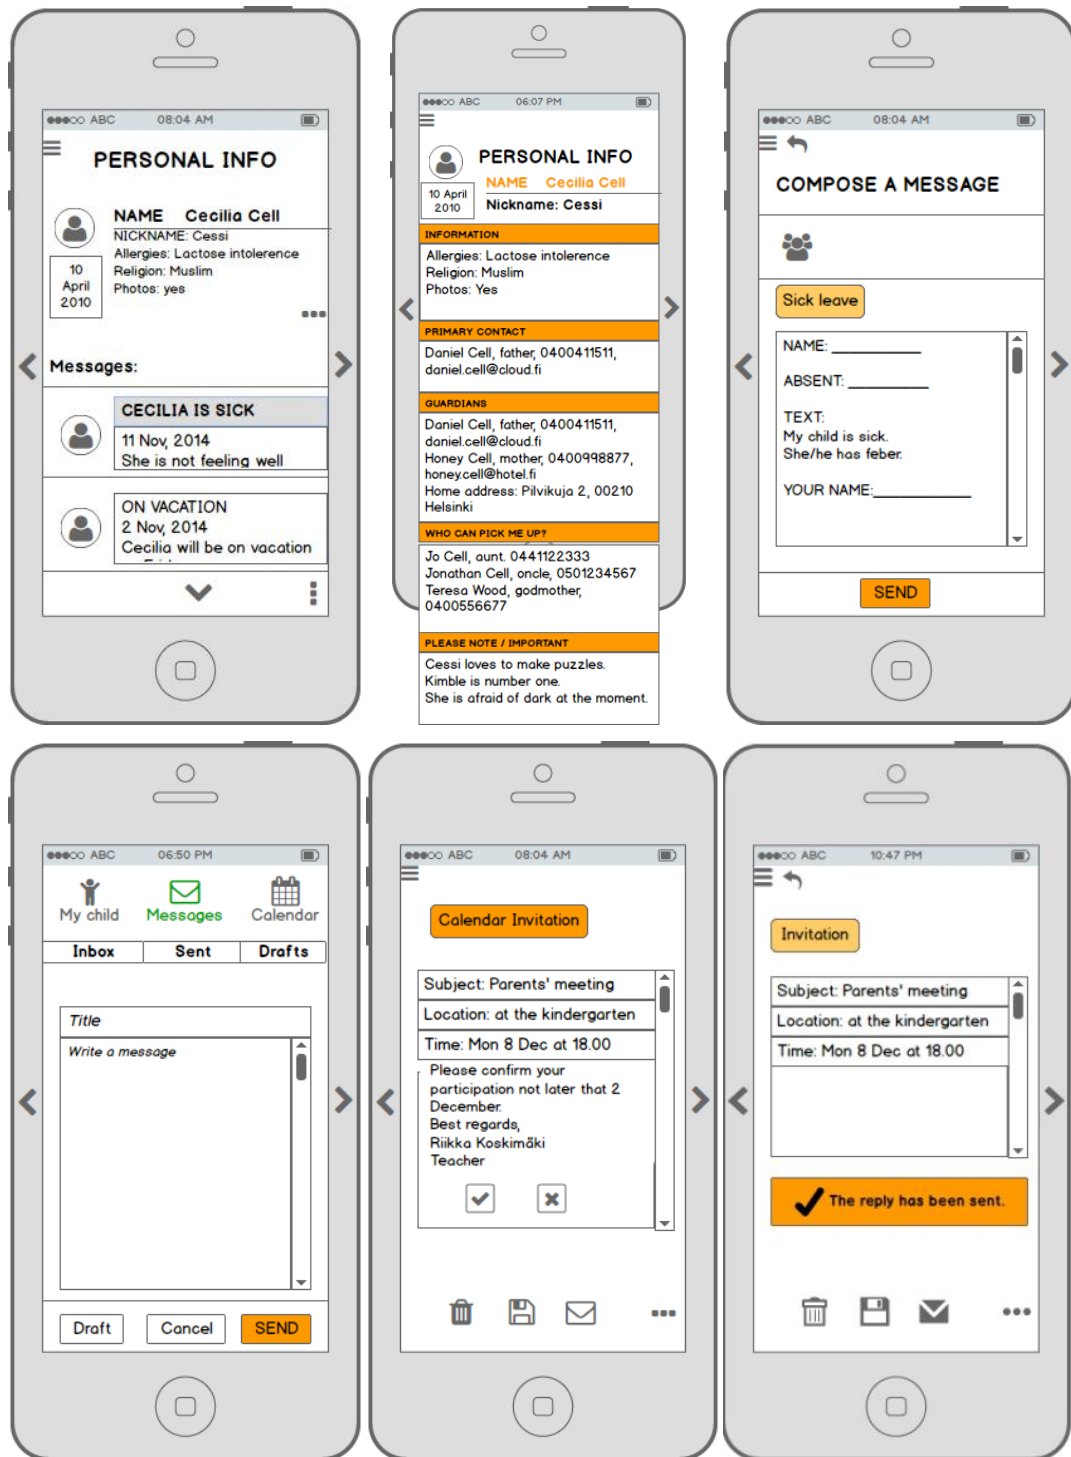 ABC 08:04 AM
PERSONAL INFO
NAME Cecilia Cell
NICKNAME: Cessi
Allergies: Lactose intolerence
Religion: Muslim
Photos: yes
10
April
2010
Messages:
CECILIA IS SICK
11 Nov, 2014
She is not feeling well
ON VACATION
2 Nov, 2014
Cecilia will be on vacation
ABC 06:07 PM
PERSONAL INFO
NAME Cecilia Cell
10 April
2010
Nickname: Cessi
INFORMATION
Allergies: Lactose intolerence
Religion: Muslim
Photos: Yes
PRIMARY CONTACT
Daniel Cell, father, 0400411511,
daniel.cell@cloud.fi
GUARDIANS
Daniel Cell, father, 0400411511,
daniel.cell@cloud.fi
Honey Cell, mother, 0400998877,
honey.cell@hotel.fi
Home address: Pilvikuja 2, 00210
Helsinki
WHO CAN PICK ME UP?
Jo Cell, aunt. 0441122333
Jonathan Cell, oncle, 0501234567
Teresa Wood, godmother,
0400556677
PLEASE NOTE / IMPORTANT
Cessi loves to make puzzles.
Kimble is number one.
She is afraid of dark at the moment.
ABC 08:04 AM
COMPOSE A MESSAGE
Sick leave
NAME: ___________
ABSENT: __________
TEXT:
My child is sick.
She/he has feber.
YOUR NAME:____________
SEND
ABC 06:50 PM
My child Messages Calendar
Inbox Sent Drafts
Title
Write a message
Draft Cancel SEND
ABC 08:04 AM
Calendar Invitation
Subject: Parents' meeting
Location: at the kindergarten
Time: Mon 8 Dec at 18.00
Please confirm your
participation not later that 2
December.
Best regards,
Riikka Koskimäki
Teacher
ABC 10:47 PM
Invitation
Subject: Parents' meeting
Location: at the kindergarten
Time: Mon 8 Dec at 18.00
The reply has been sent.